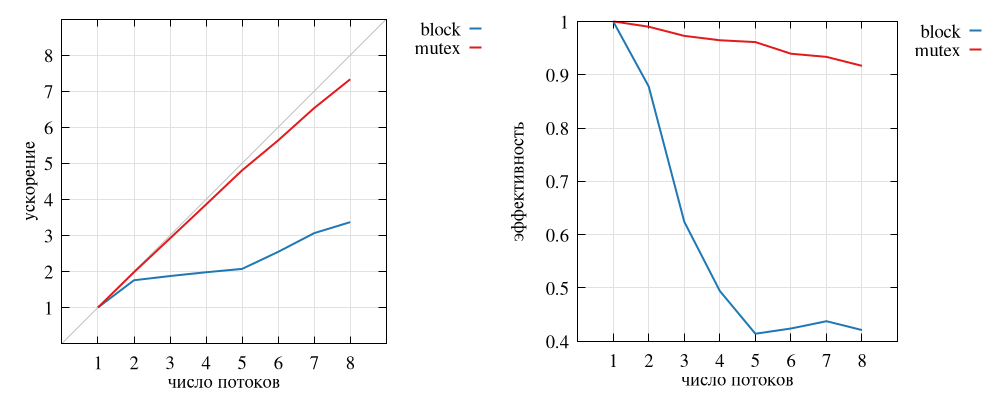 block
mutex
8
7
6
5
4
3
2
1
ускорение
1 2 3 4 5 6 7 8
число потоков
block
mutex
1
0.9
0.8
0.7
0.6
0.5
0.4
эффективность
1 2 3 4 5 6 7 8
число потоков